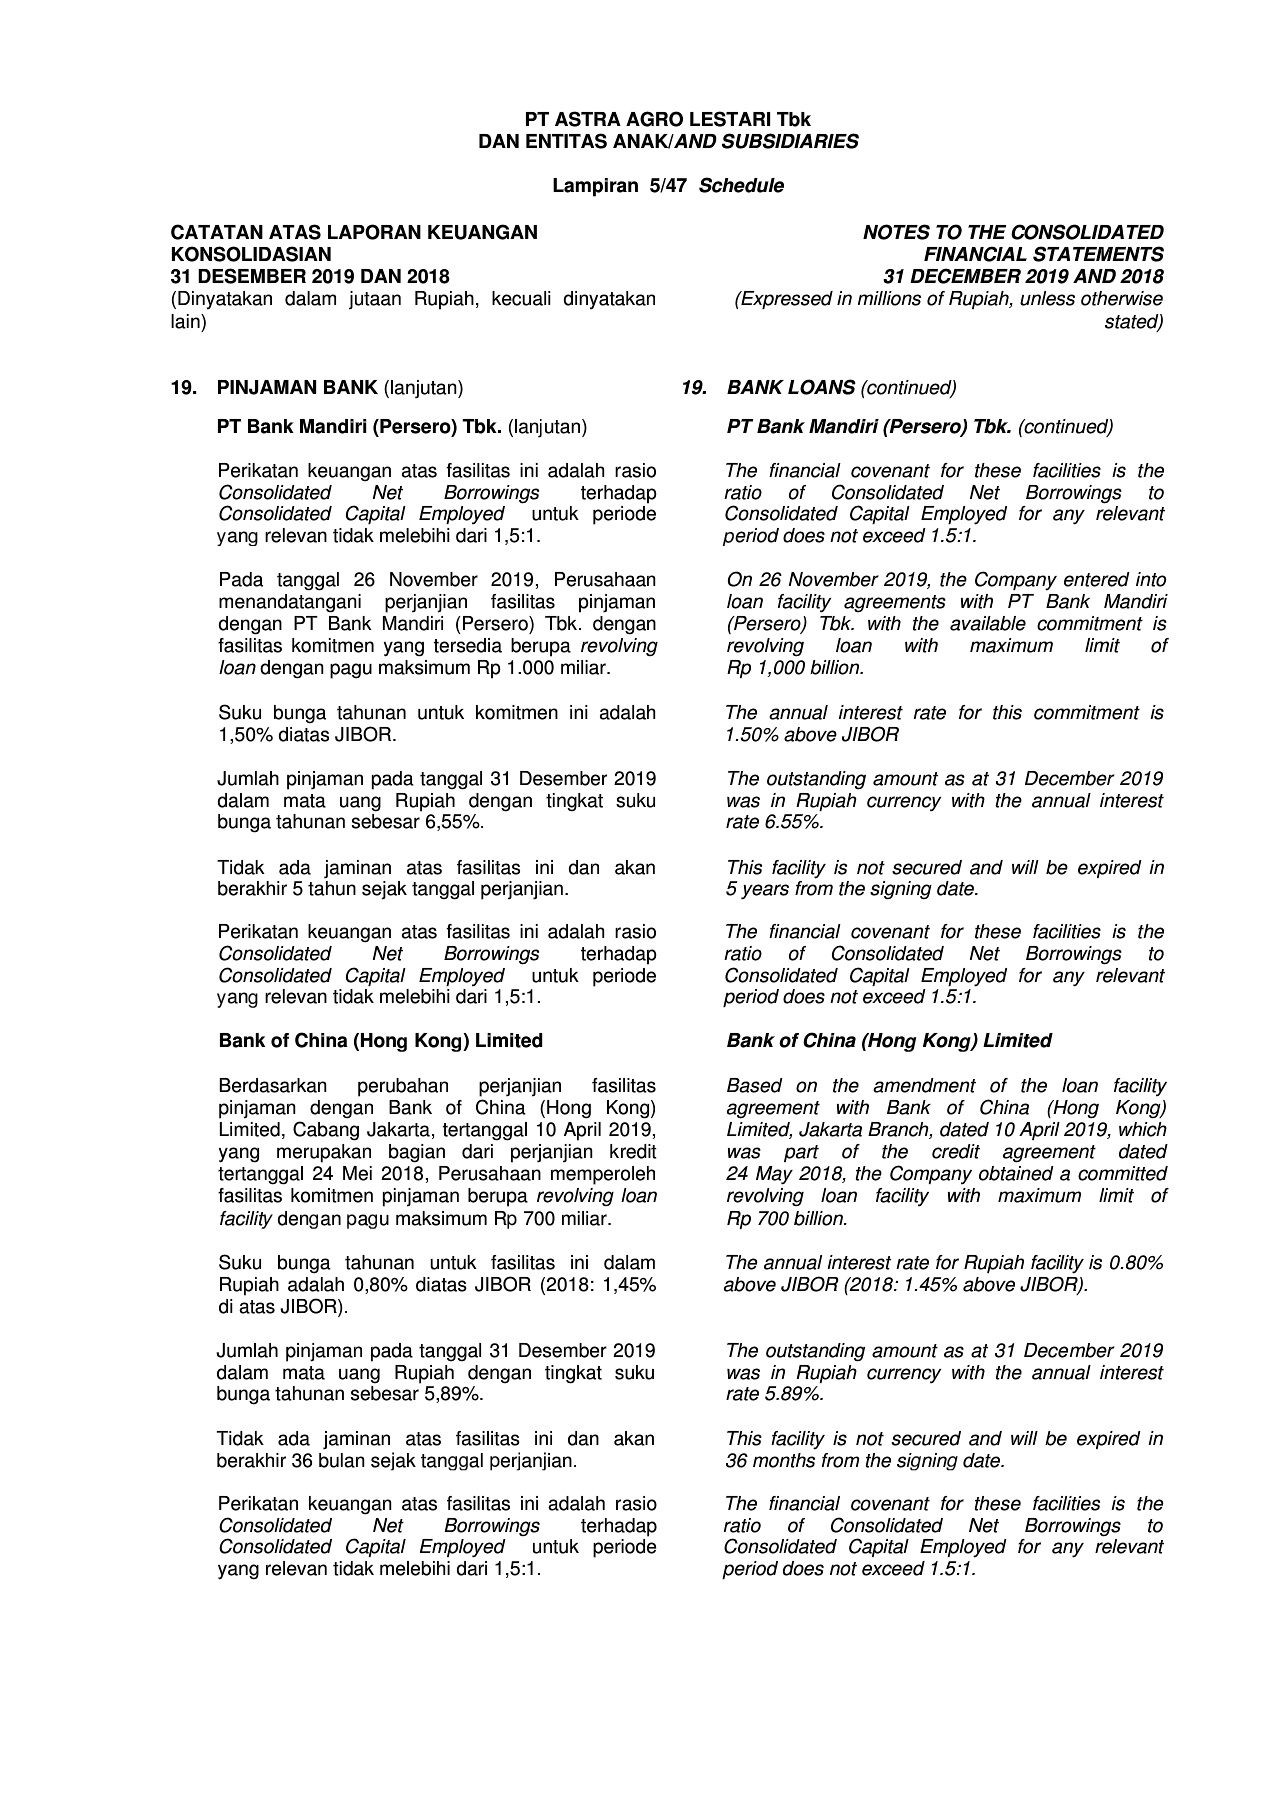 PT ASTRA AGRO LESTARI Tbk
DAN ENTITAS ANAK/AND SUBSIDIARIES
Lampiran 5/47 Schedule
CATATAN ATAS LAPORAN KEUANGAN
KONSOLIDASIAN
31 DESEMBER 2019 DAN 2018
(Dinyatakan dalam jutaan Rupiah, kecuali dinyatakan
lain)
NOTES TO THE CONSOLIDATED
FINANCIAL STATEMENTS
31 DECEMBER 2019 AND 2018
(Expressed in millions of Rupiah, unless otherwise
stated)
19. PINJAMAN BANK (lanjutan)
PT Bank Mandiri (Persero) Tbk. (lanjutan)
Perikatan keuangan atas fasilitas ini adalah rasio
Consolidated Net Borrowings terhadap
Consolidated Capital Employed untuk periode
yang relevan tidak melebihi dari 1,5:1.
Pada tanggal 26 November 2019, Perusahaan
menandatangani perjanjian fasilitas pinjaman
dengan PT Bank Mandiri (Persero) Tbk. dengan
fasilitas komitmen yang tersedia berupa revolving
loan dengan pagu maksimum Rp 1.000 miliar.
Suku bunga tahunan untuk komitmen ini adalah
1,50% diatas JIBOR.
Jumlah pinjaman pada tanggal 31 Desember 2019
dalam mata uang Rupiah dengan tingkat suku
bunga tahunan sebesar 6,55%.
Tidak ada jaminan atas fasilitas ini dan akan
berakhir 5 tahun sejak tanggal perjanjian.
Perikatan keuangan atas fasilitas ini adalah rasio
Consolidated Net Borrowings terhadap
Consolidated Capital Employed untuk periode
yang relevan tidak melebihi dari 1,5:1.
Bank of China (Hong Kong) Limited
Berdasarkan perubahan perjanjian fasilitas
pinjaman dengan Bank of China (Hong Kong)
Limited, Cabang Jakarta, tertanggal 10 April 2019,
yang merupakan bagian dari perjanjian kredit
tertanggal 24 Mei 2018, Perusahaan memperoleh
fasilitas komitmen pinjaman berupa revolving loan
facility dengan pagu maksimum Rp 700 miliar.
Suku bunga tahunan untuk fasilitas ini dalam
Rupiah adalah 0,80% diatas JIBOR (2018: 1,45%
di atas JIBOR).
Jumlah pinjaman pada tanggal 31 Desember 2019
dalam mata uang Rupiah dengan tingkat suku
bunga tahunan sebesar 5,89%.
Tidak ada jaminan atas fasilitas ini dan akan
berakhir 36 bulan sejak tanggal perjanjian.
Perikatan keuangan atas fasilitas ini adalah rasio
Consolidated Net Borrowings terhadap
Consolidated Capital Employed untuk periode
yang relevan tidak melebihi dari 1,5:1.
19. BANK LOANS (continued)
PT Bank Mandiri (Persero) Tbk. (continued)
The financial covenant for these facilities is the
ratio of Consolidated Net Borrowings to
Consolidated Capital Employed for any relevant
period does not exceed 1.5:1.
On 26 November 2019, the Company entered into
loan facility agreements with PT Bank Mandiri
(Persero) Tbk. with the available commitment is
revolving loan with maximum limit of
Rp 1,000 billion.
The annual interest rate for this commitment is
1.50% above JIBOR
The outstanding amount as at 31 December 2019
was in Rupiah currency with the annual interest
rate 6.55%.
This facility is not secured and will be expired in
5 years from the signing date.
The financial covenant for these facilities is the
ratio of Consolidated Net Borrowings to
Consolidated Capital Employed for any relevant
period does not exceed 1.5:1.
Bank of China (Hong Kong) Limited
Based on the amendment of the loan facility
agreement with Bank of China (Hong Kong)
Limited, Jakarta Branch, dated 10 April 2019, which
was part of the credit agreement dated
24 May 2018, the Company obtained a committed
revolving loan facility with maximum limit of
Rp 700 billion.
The annual interest rate for Rupiah facility is 0.80%
above JIBOR (2018: 1.45% above JIBOR).
The outstanding amount as at 31 December 2019
was in Rupiah currency with the annual interest
rate 5.89%.
This facility is not secured and will be expired in
36 months from the signing date.
The financial covenant for these facilities is the
ratio of Consolidated Net Borrowings to
Consolidated Capital Employed for any relevant
period does not exceed 1.5:1.